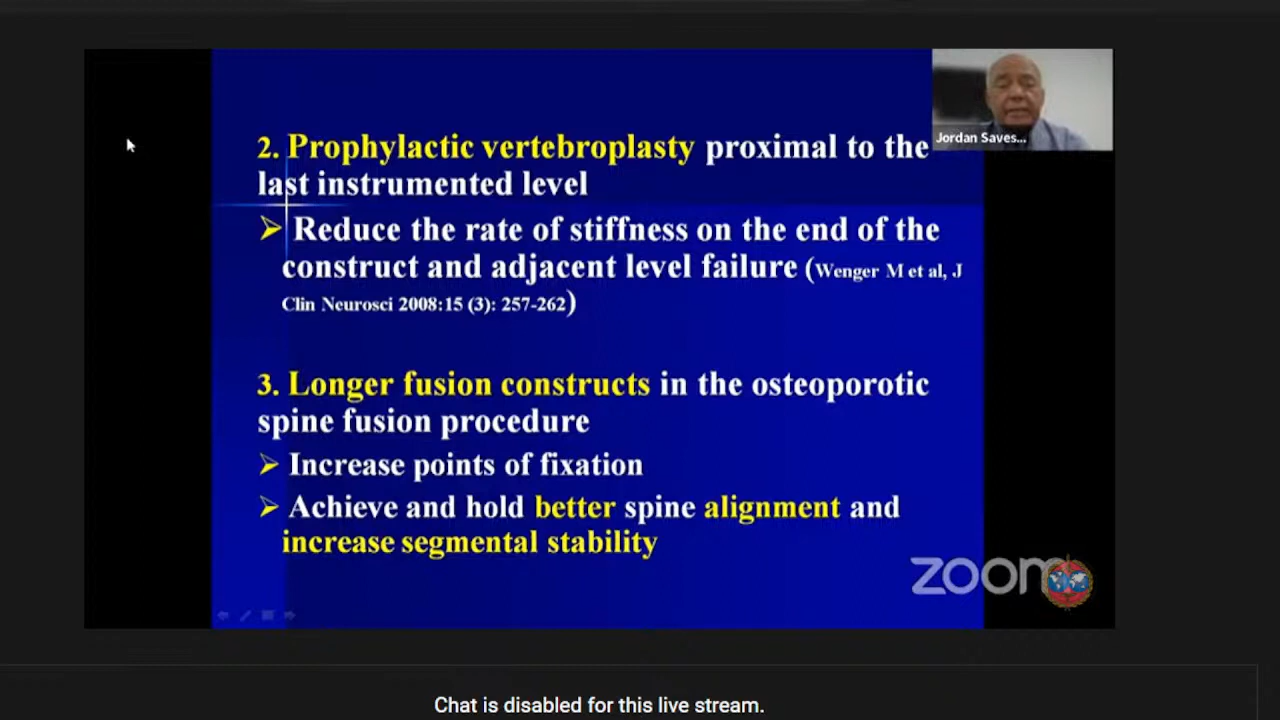 Jordan Saves...
2. Prophylactic vertebroplasty proximal to the
last instrumented level
➢ Reduce the rate of stiffness on the end of the
construct and adjacent level failure (Wenger M et al, J
Clin Neurosci 2008:15 (3): 257-262)
3. Longer fusion constructs in the osteoporotic
spine fusion procedure
➢ Increase points of fixation
➢ Achieve and hold better spine alignment and
increase segmental stability
zoom
Chat is disabled for this live stream.